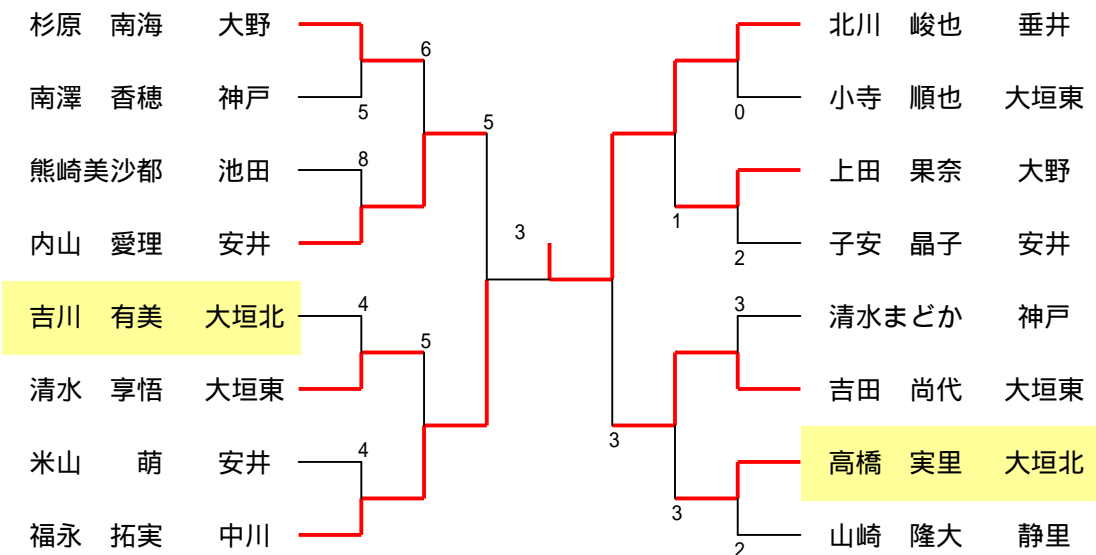 杉原 南海 大野
南澤 香穂 神戸
熊崎美沙都 池田
内山 愛理 安井
吉川 有美 大垣北
清水 享悟 大垣東
米山 萌 安井
福永 拓実 中川
5
8
4
4
6
5
5
3
北川 峻也 垂井
小寺 順也 大垣東
上田 果奈 大野
子安 晶子 安井
清水まどか 神戸
吉田 尚代 大垣東
高橋 実里 大垣北
山崎 隆大 静里
0
2
3
2
1
3
3